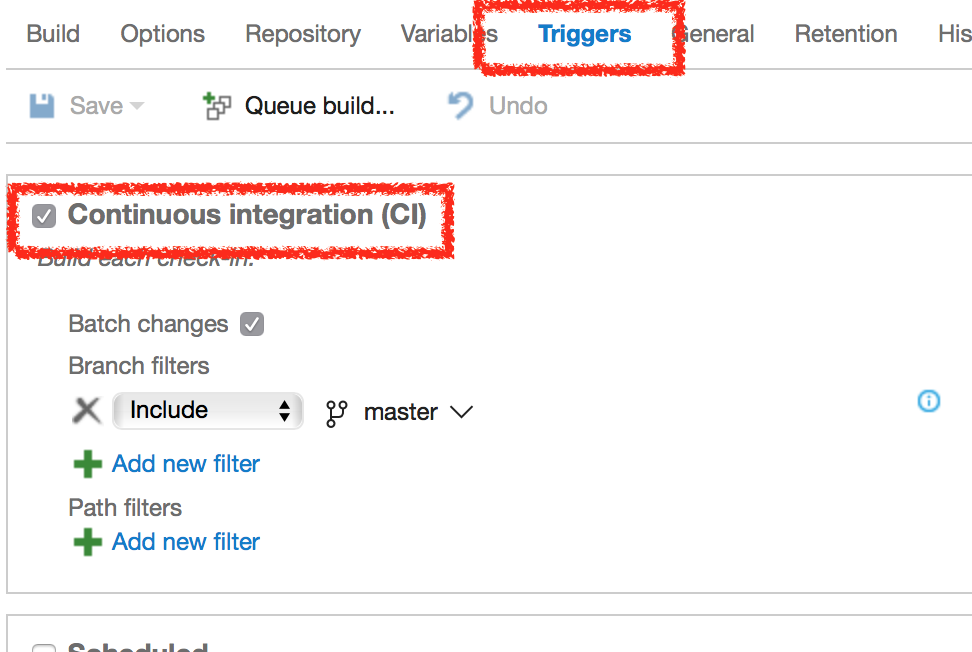 Build Options Repository Variables Triggers General Retention His
Save Queue build... Undo
Continuous integration (CI)
Build each check-in.
Batch changes
Branch filters
Include master
Add new filter
Path filters
Add new filter
Scheduled